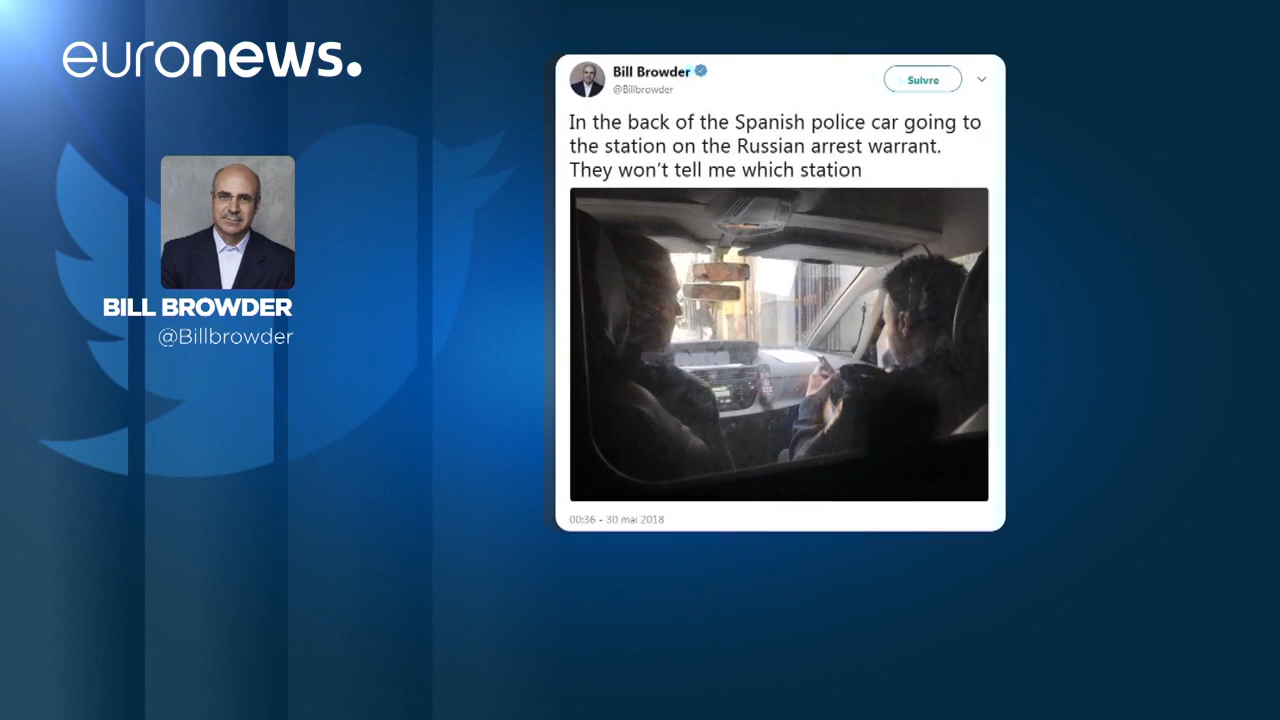 euronews.
BILL BROWDER
@Billbrowder
Bill Browder
@Billbrowder
Suivre
In the back of the Spanish police car going to
the station on the Russian arrest warrant.
They won't tell me which station
00:36 - 30 mai 2018